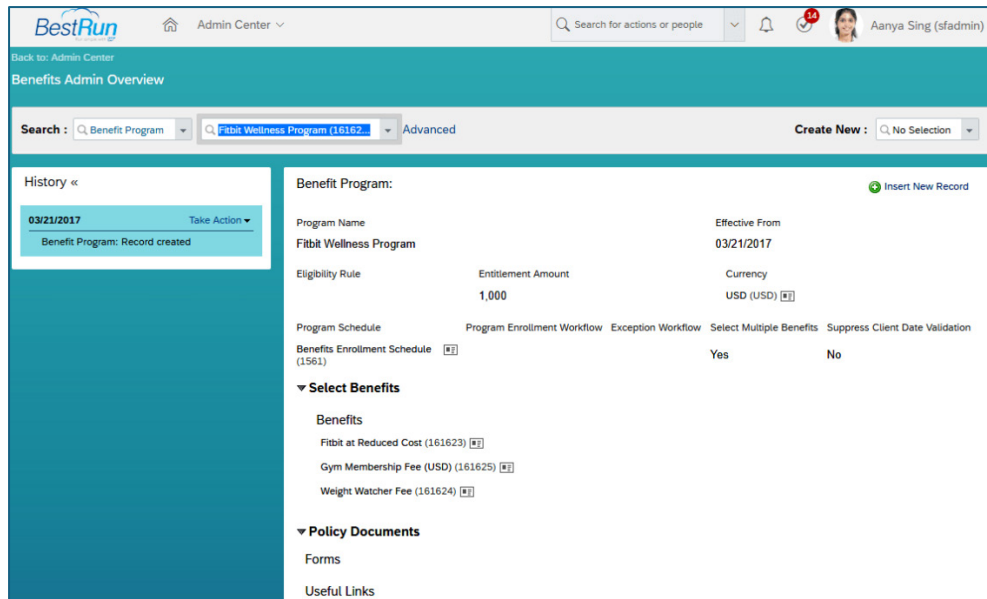 BestRun
Admin Center
Search for actions or people
14
Aanya Sing (sfadmin)
Back to: Admin Center
Benefits Admin Overview
Search : Benefit Program Fitbit Wellness Program (16162... Advanced Create New : No Selection
History «
03/21/2017 Take Action
Benefit Program: Record created
Benefit Program: Insert New Record
Program Name Effective From
Fitbit Wellness Program 03/21/2017
Eligibility Rule Entitlement Amount Currency
1,000 USD (USD)
Program Schedule Program Enrollment Workflow Exception Workflow Select Multiple Benefits Suppress Client Date Validation
Benefits Enrollment Schedule Yes No
(1561)
Select Benefits
Benefits
Fitbit at Reduced Cost (161623)
Gym Membership Fee (USD) (161625)
Weight Watcher Fee (161624)
Policy Documents
Forms
Useful Links